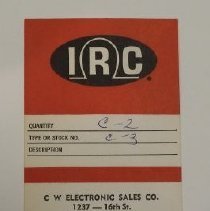 IRC
QUANTITY C-2
TYPE OR STOCK NO. C-3
DESCRIPTION
C W ELECTRONIC SALES CO.
1237 — 16th St.